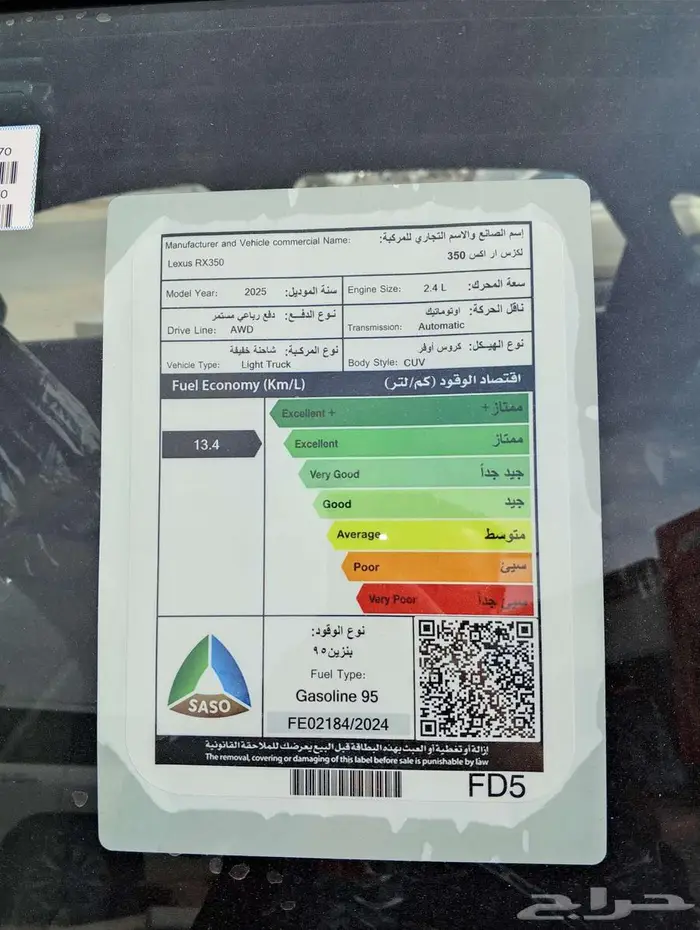 70
0
Manufacturer and Vehicle commercial Name: إسم الصانع والاسم التجاري للمركبة:
Lexus RX350 لكزس ار اكس 350
Model Year: 2025 سنة الموديل:
Engine Size: 2.4 L سعة المحرك:
نوع الدفع: دفع رباعي مستمر
Drive Line: AWD
ناقل الحركة: اوتوماتيك
Transmission: Automatic
نوع المركبة: شاحنة خفيفة
Vehicle Type: Light Truck
نوع الهيكل: كروس أوفر
Body Style: CUV
Fuel Economy (Km/L) اقتصاد الوقود (كم/لتر)
Excellent + ممتاز +
13.4
Excellent ممتاز
Very Good جيد جداً
Good جيد
Average متوسط
Poor سيئ
Very Poor سيئ جداً
SASO
نوع الوقود:
بنزين ٩٥
Fuel Type:
Gasoline 95
FE02184/2024
إزالة أو تغطية أو العبث بهذه البطاقة قبل البيع يعرضك للملاحقة القانونية
The removal, covering or damaging of this label before sale is punishable by law
FD5
حراج